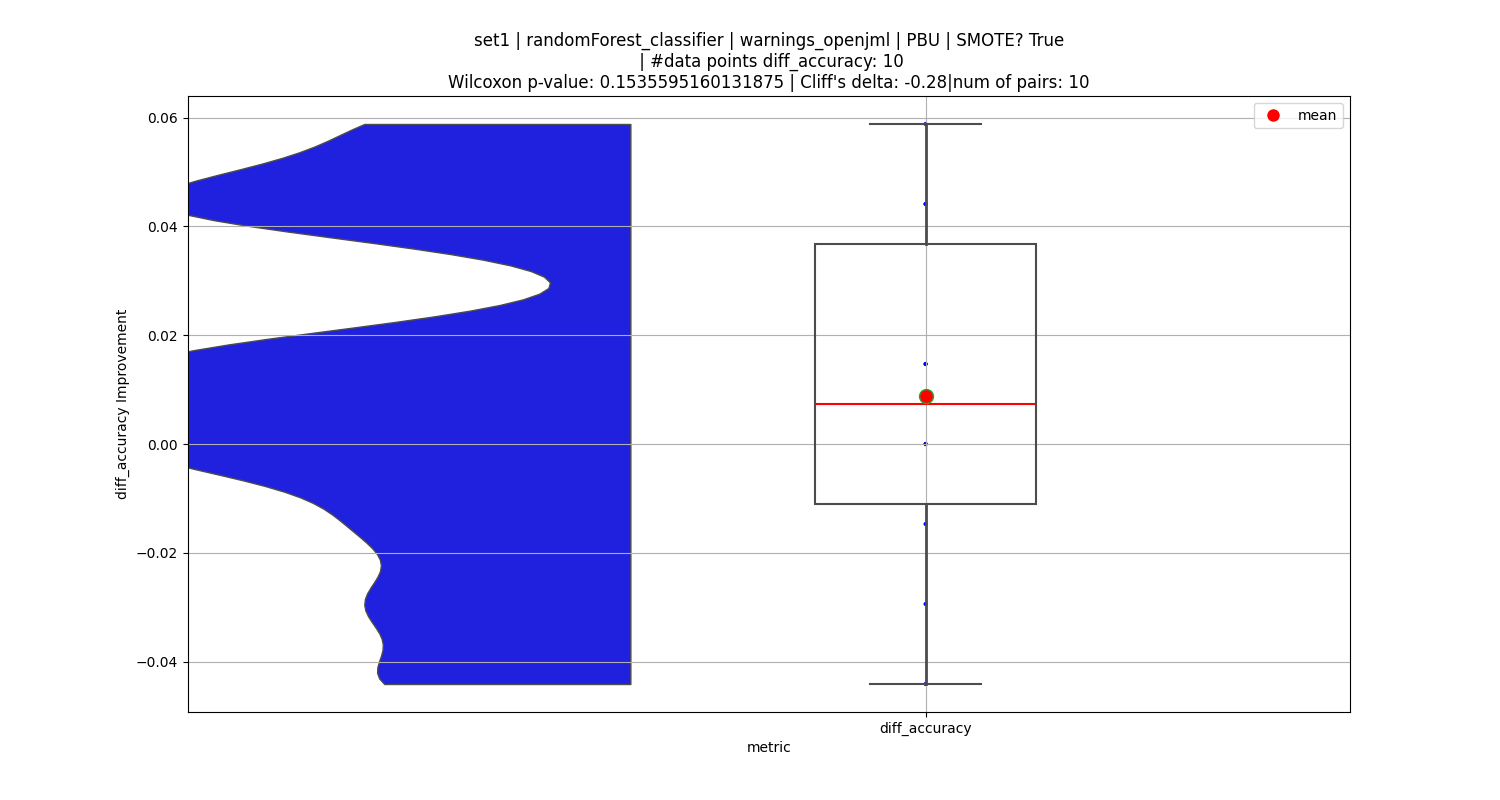 set1 | randomForest_classifier | warnings_openjml | PBU | SMOTE? True
| #data points diff_accuracy: 10
Wilcoxon p-value: 0.1535595160131875 | Cliff's delta: -0.28|num of pairs: 10
mean
0.06
0.04
0.02
0.00
−0.02
−0.04
diff_accuracy Improvement
diff_accuracy
metric